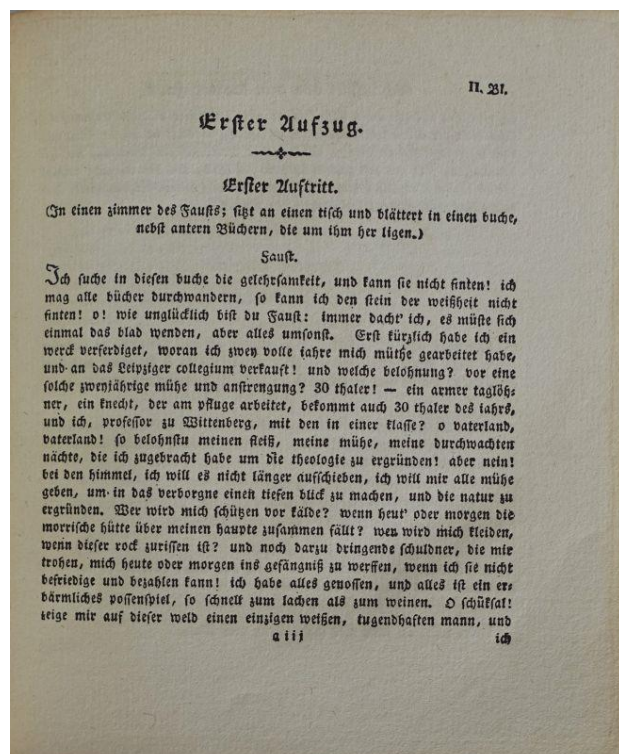 II. Bl.
Erster Aufzug.
Erster Auftritt.
(In einen zimmer des Fausts; sitzt an einen tisch und blättert in einen buche,
nebst antern Büchern, die um ihm her ligen.)
Faust.
Ich suche in diesen buche die gelehrsamkeit, und kann sie nicht finten! ich
mag alle bücher durchwandern, so kann ich den stein der weißheit nicht
finten! o! wie unglücklich bist du Faust: immer dacht' ich, es müste sich
einmal das blad wenden, aber alles umsonst. Erst kürzlich habe ich ein
werck verferdiget, woran ich zwey volle jahre mich müthe gearbeitet habe,
und an das Leipziger collegium verkauft! und welche belohnung? vor eine
solche zweyjährige mühe und anstrengung? 30 thaler! — ein armer taglöh-
ner, ein knecht, der am pfluge arbeitet, bekommt auch 30 thaler des iahrs,
und ich, professor zu Wittenberg, mit den in einer klasse? o vaterland,
vaterland! so belohnstu meinen fleiß, meine mühe, meine durchwachten
nächte, die ich zugebracht habe um die theologie zu ergründen! aber nein!
bei den himmel, ich will es nicht länger aufschieben, ich will mir alle mühe
geben, um in das verborgne einen tiefen blick zu machen, und die natur zu
ergründen. Wer wird mich schützen vor kälde? wenn heut' oder morgen die
morrische hütte über meinen haupte zusammen fällt? wer wird mich kleiden,
wenn dieser rock zurissen ist? und noch darzu dringende schuldner, die mir
trohen, mich heute oder morgen ins gefängniß zu werffen, wenn ich sie nicht
befriedige und bezahlen kann! ich habe alles genossen, und alles ist ein er-
bärmliches possenspiel, so schnell zum lachen als zum weinen. O schüksal!
zeige mir auf dieser weld einen einzigen weißen, tugendhaften mann, und
a iij ich